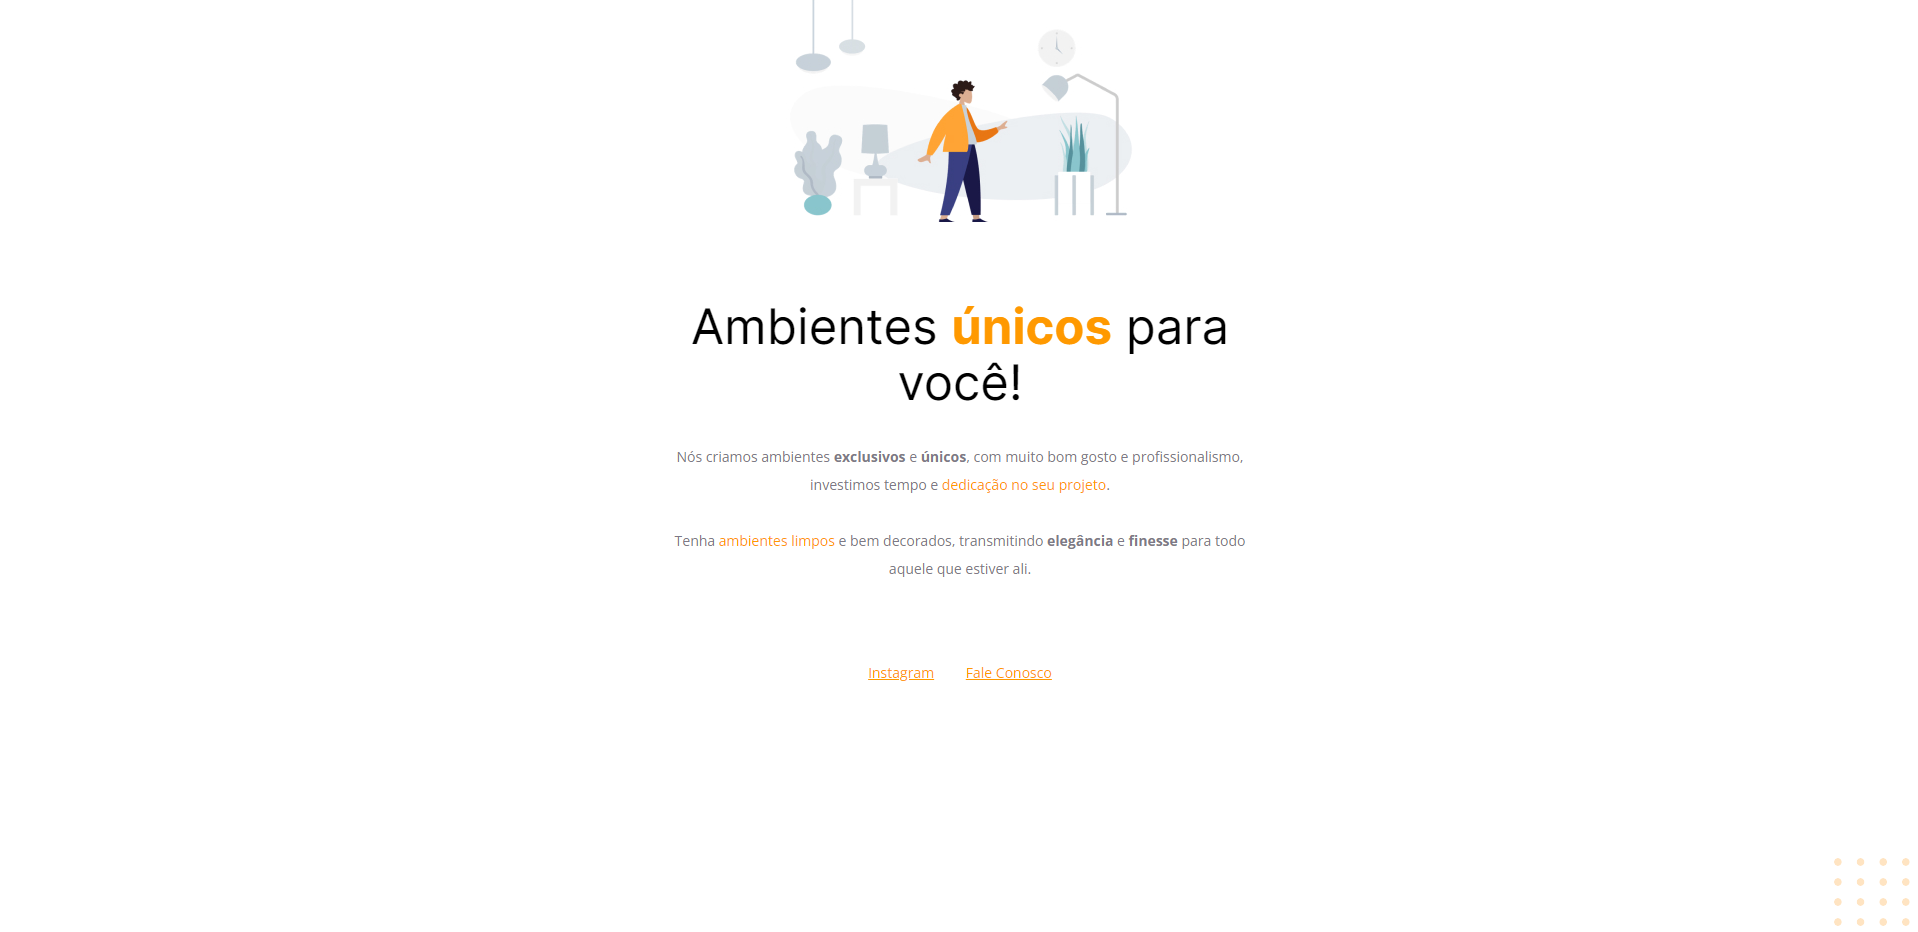 Ambientes únicos para
você!
Nós criamos ambientes exclusivos e únicos, com muito bom gosto e profissionalismo,
investimos tempo e dedicação no seu projeto.
Tenha ambientes limpos e bem decorados, transmitindo elegância e finesse para todo
aquele que estiver ali.
Instagram Fale Conosco